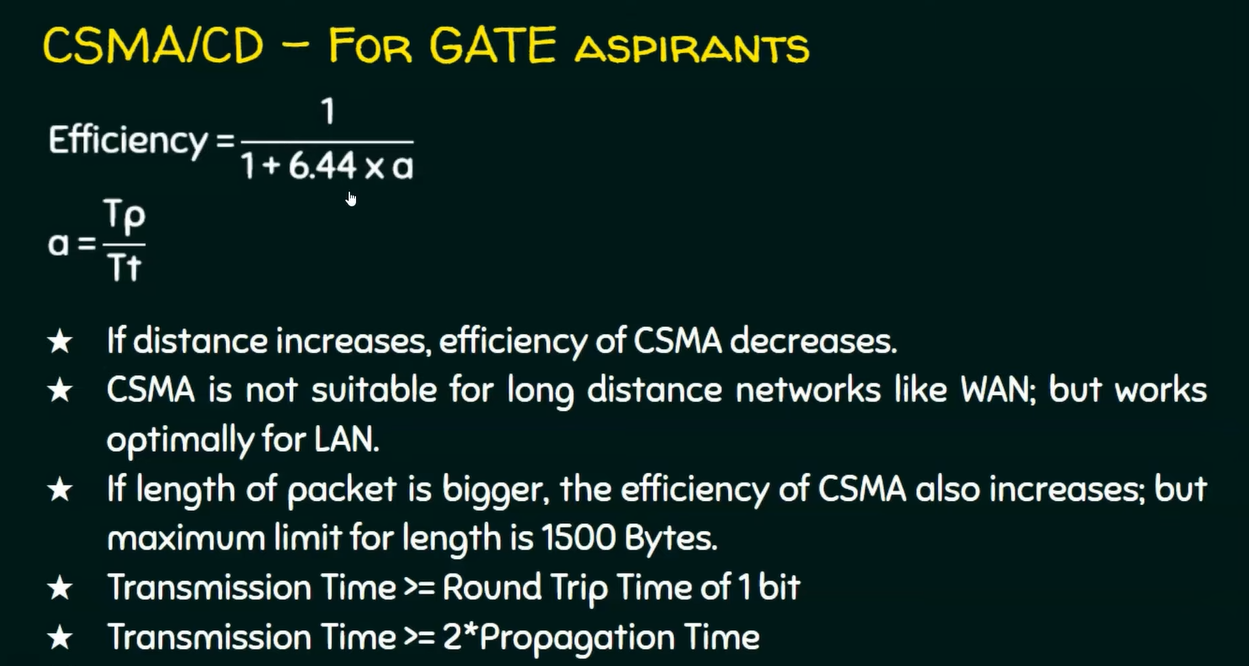 CSMA/CD – FOR GATE ASPIRANTS
Efficiency = 1
1 + 6.44 x a
a = Tp
Tt
★ If distance increases, efficiency of CSMA decreases.
★ CSMA is not suitable for long distance networks like WAN; but works
optimally for LAN.
★ If length of packet is bigger, the efficiency of CSMA also increases; but
maximum limit for length is 1500 Bytes.
★ Transmission Time >= Round Trip Time of 1 bit
★ Transmission Time >= 2*Propagation Time